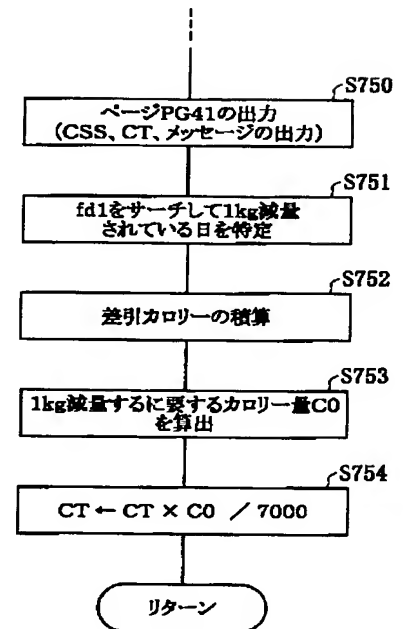 S750
ページPG41の出力
(CSS、CT、メッセージの出力)
S751
fd1をサーチして1kg減量
されている日を特定
S752
差引カロリーの積算
S753
1kg減量するに要するカロリー量C0
を算出
S754
CT ← CT × C0 ／ 7000
リターン